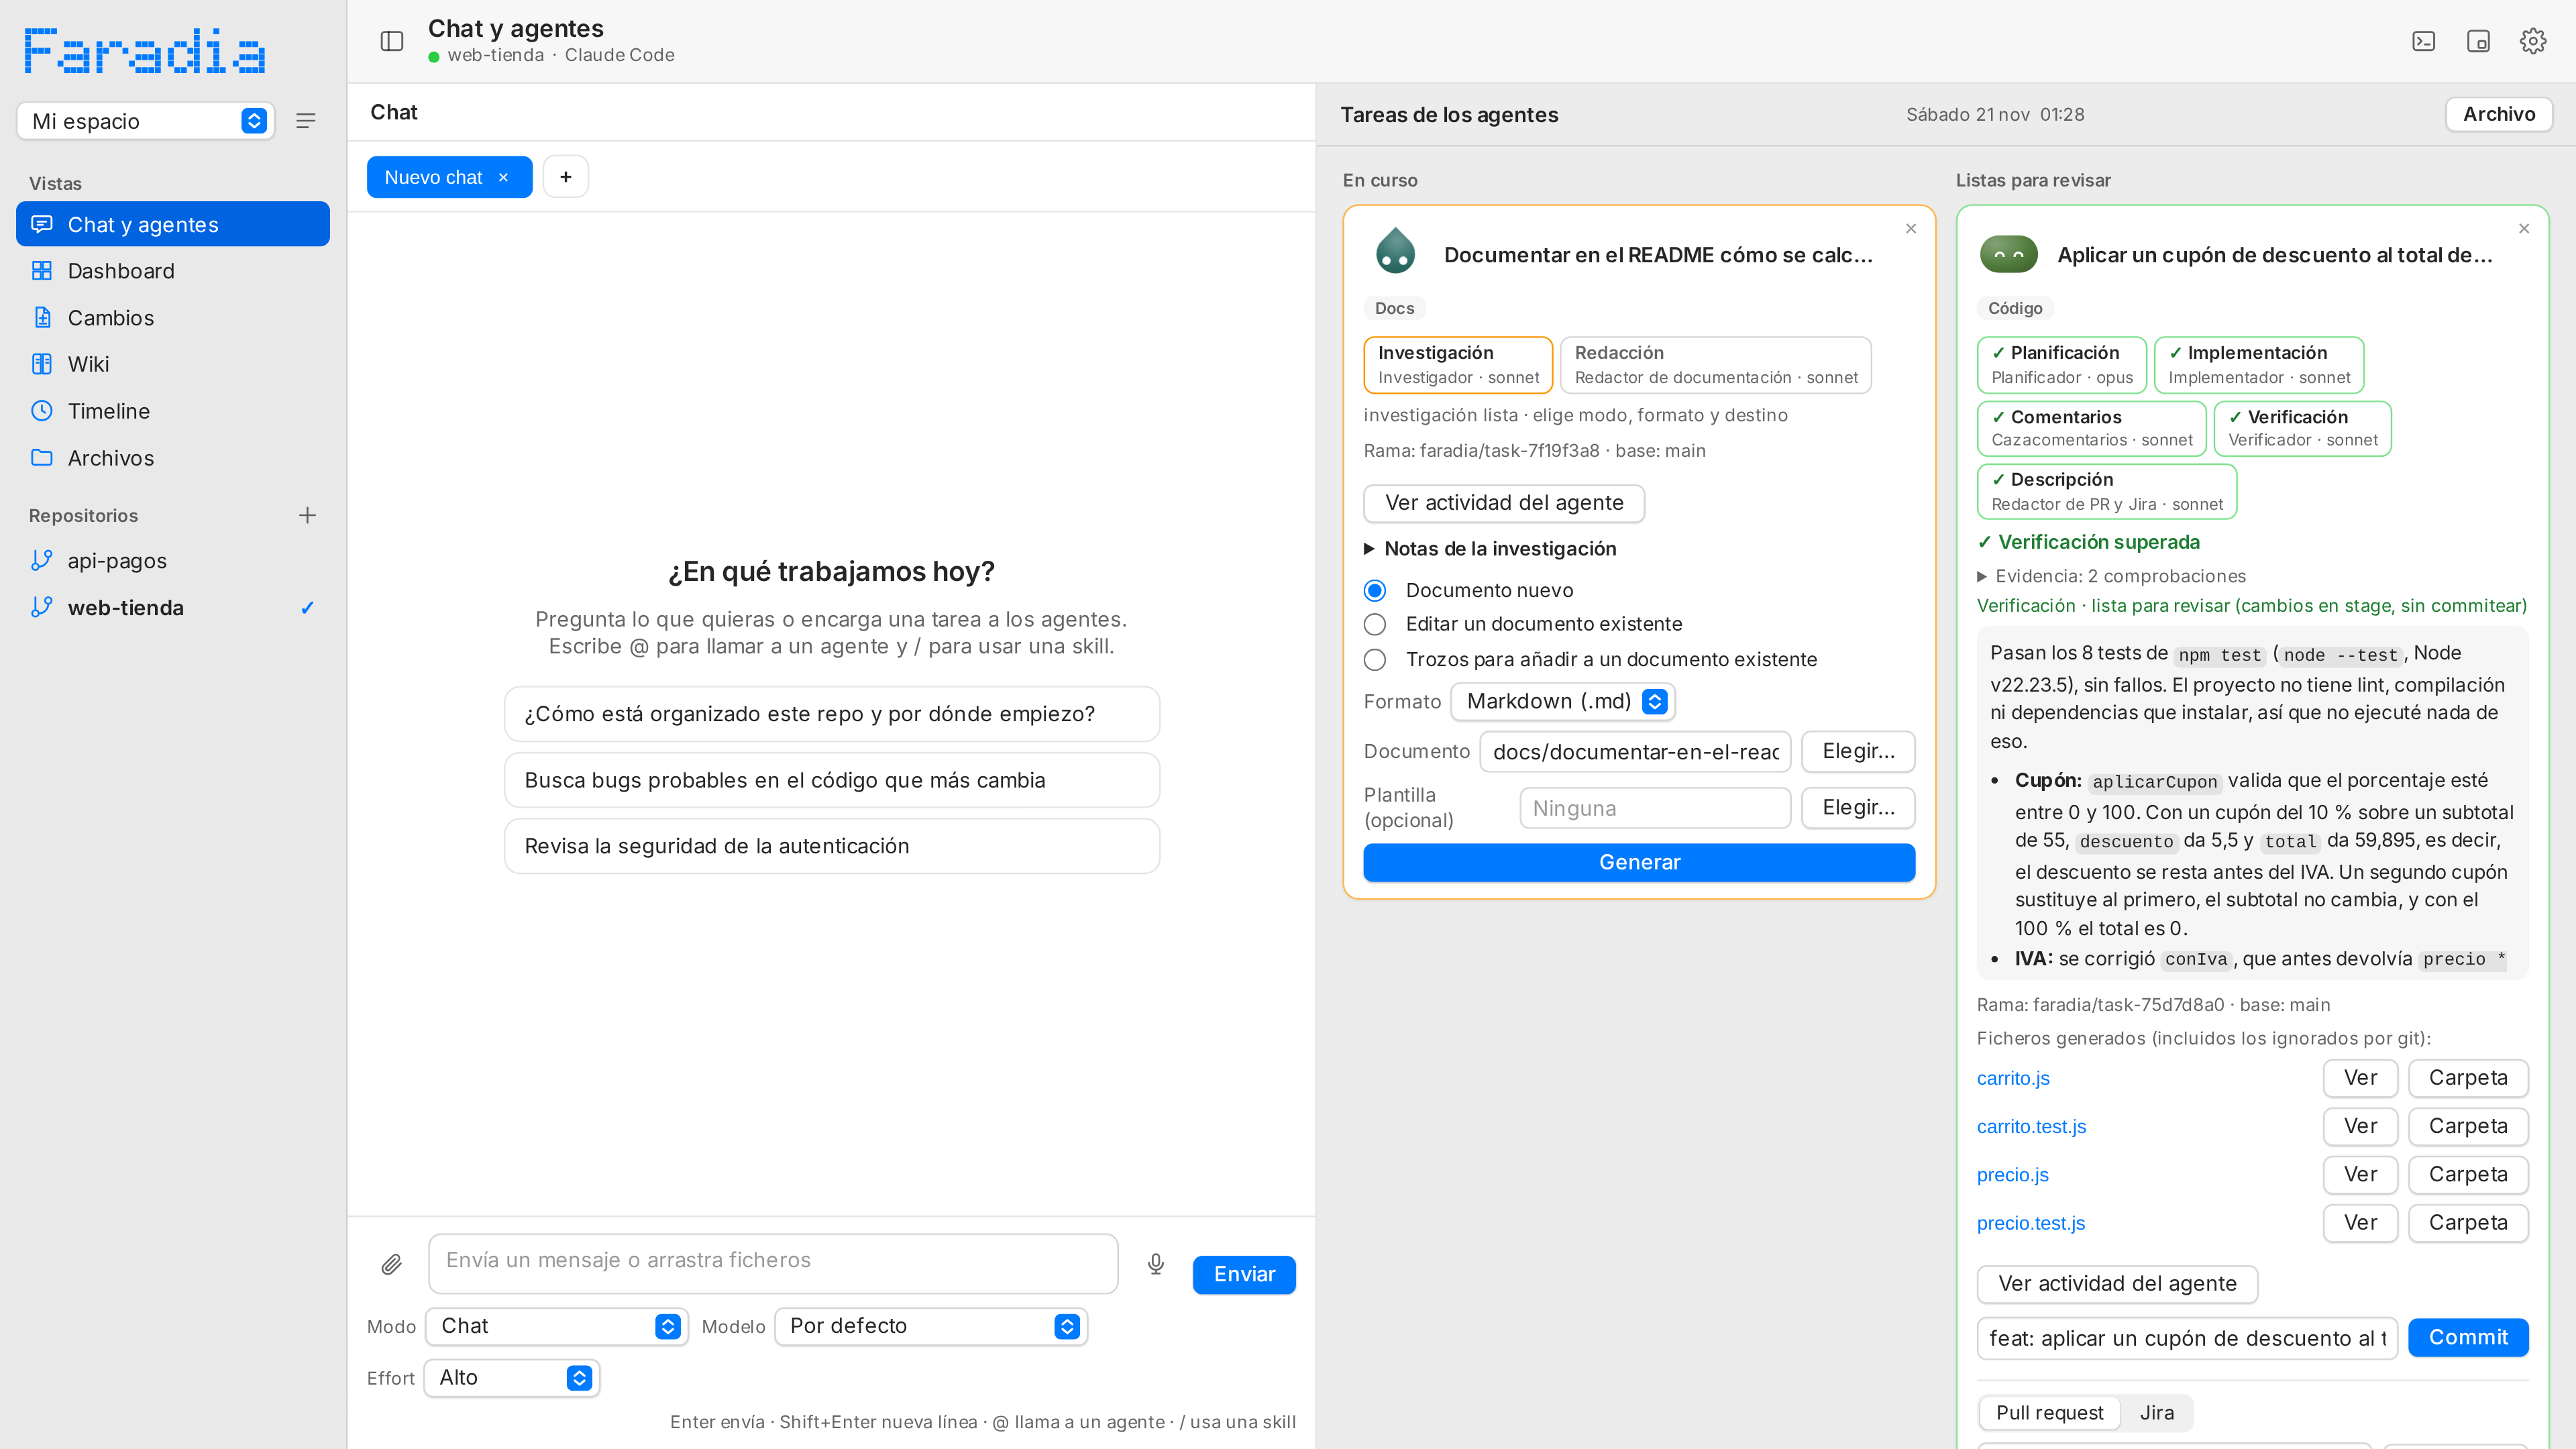 Faradia
Mi espacio
Vistas
Chat y agentes
Dashboard
Cambios
Wiki
Timeline
Archivos
Repositorios
api-pagos
web-tienda ✓
Chat y agentes
web-tienda · Claude Code
Chat
Nuevo chat ×
+
¿En qué trabajamos hoy?
Pregunta lo que quieras o encarga una tarea a los agentes.
Escribe @ para llamar a un agente y / para usar una skill.
¿Cómo está organizado este repo y por dónde empiezo?
Busca bugs probables en el código que más cambia
Revisa la seguridad de la autenticación
Envía un mensaje o arrastra ficheros
Enviar
Modo Chat Modelo Por defecto
Effort Alto
Enter envía · Shift+Enter nueva línea · @ llama a un agente · / usa una skill
Tareas de los agentes
Sábado 21 nov 01:28
Archivo
En curso
Documentar en el README cómo se calc...
×
Docs
Investigación
Investigador · sonnet
Redacción
Redactor de documentación · sonnet
investigación lista · elige modo, formato y destino
Rama: faradia/task-7f19f3a8 · base: main
Ver actividad del agente
▶ Notas de la investigación
Documento nuevo
Editar un documento existente
Trozos para añadir a un documento existente
Formato Markdown (.md)
Documento docs/documentar-en-el-reac Elegir...
Plantilla
(opcional)
Ninguna
Elegir...
Generar
Listas para revisar
Aplicar un cupón de descuento al total de...
×
Código
✓ Planificación
Planificador · opus
✓ Implementación
Implementador · sonnet
✓ Comentarios
Cazacomentarios · sonnet
✓ Verificación
Verificador · sonnet
✓ Descripción
Redactor de PR y Jira · sonnet
✓ Verificación superada
▶ Evidencia: 2 comprobaciones
Verificación · lista para revisar (cambios en stage, sin commitear)
Pasan los 8 tests de npm test (node --test, Node
v22.23.5), sin fallos. El proyecto no tiene lint, compilación
ni dependencias que instalar, así que no ejecuté nada de
eso.
• Cupón: aplicarCupon valida que el porcentaje esté
entre 0 y 100. Con un cupón del 10 % sobre un subtotal
de 55, descuento da 5,5 y total da 59,895, es decir,
el descuento se resta antes del IVA. Un segundo cupón
sustituye al primero, el subtotal no cambia, y con el
100 % el total es 0.
• IVA: se corrigió conIva, que antes devolvía precio *
Rama: faradia/task-75d7d8a0 · base: main
Ficheros generados (incluidos los ignorados por git):
carrito.js Ver Carpeta
carrito.test.js Ver Carpeta
precio.js Ver Carpeta
precio.test.js Ver Carpeta
Ver actividad del agente
feat: aplicar un cupón de descuento al t Commit
Pull request Jira